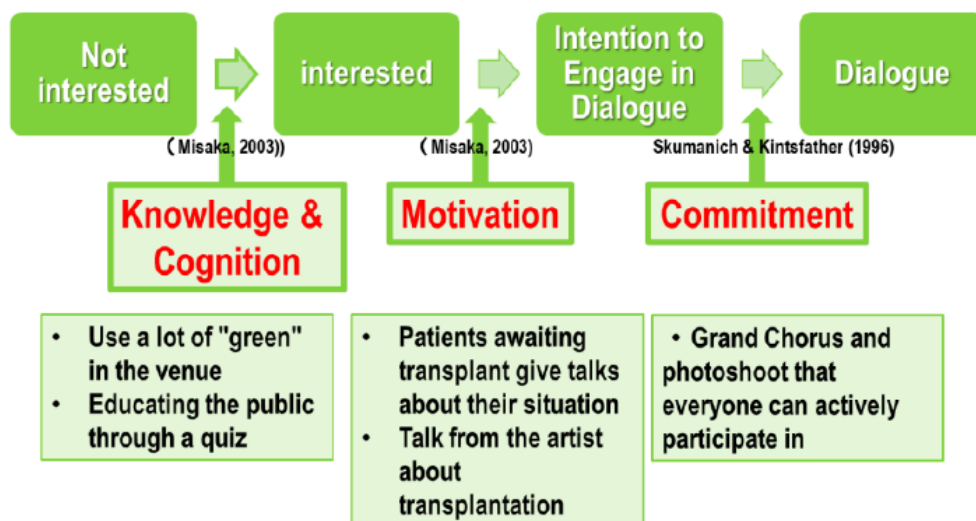 Not
interested
interested
Intention to
Engage in
Dialogue
Dialogue
( Misaka, 2003))
( Misaka, 2003)
Skumanich & Kintsfather (1996)
Knowledge &
Cognition
Motivation
Commitment
• Use a lot of "green"
in the venue
• Educating the public
through a quiz
• Patients awaiting
transplant give talks
about their situation
• Talk from the artist
about
transplantation
• Grand Chorus and
photoshoot that
everyone can actively
participate in